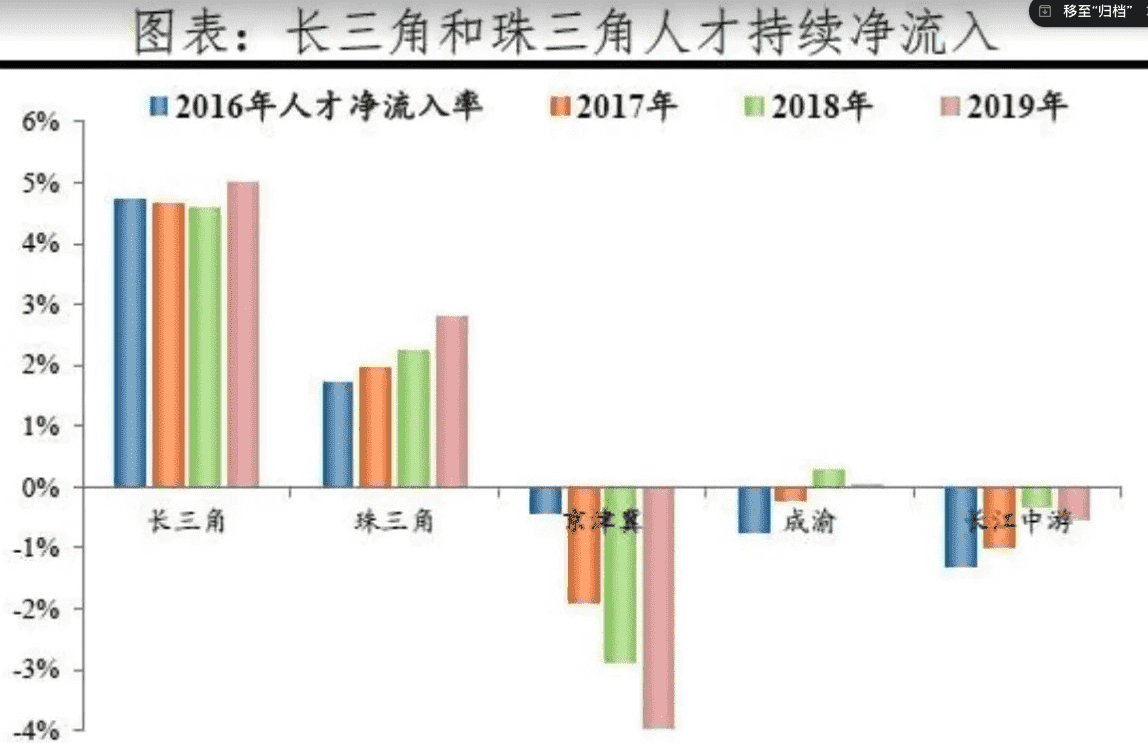 移至“归档”
图表：长三角和珠三角人才持续净流入
2016年人才净流入率 2017年 2018年 2019年
6%
5%
4%
3%
2%
1%
0%
长三角 珠三角 京津冀 成渝 长江中游
-1%
-2%
-3%
-4%